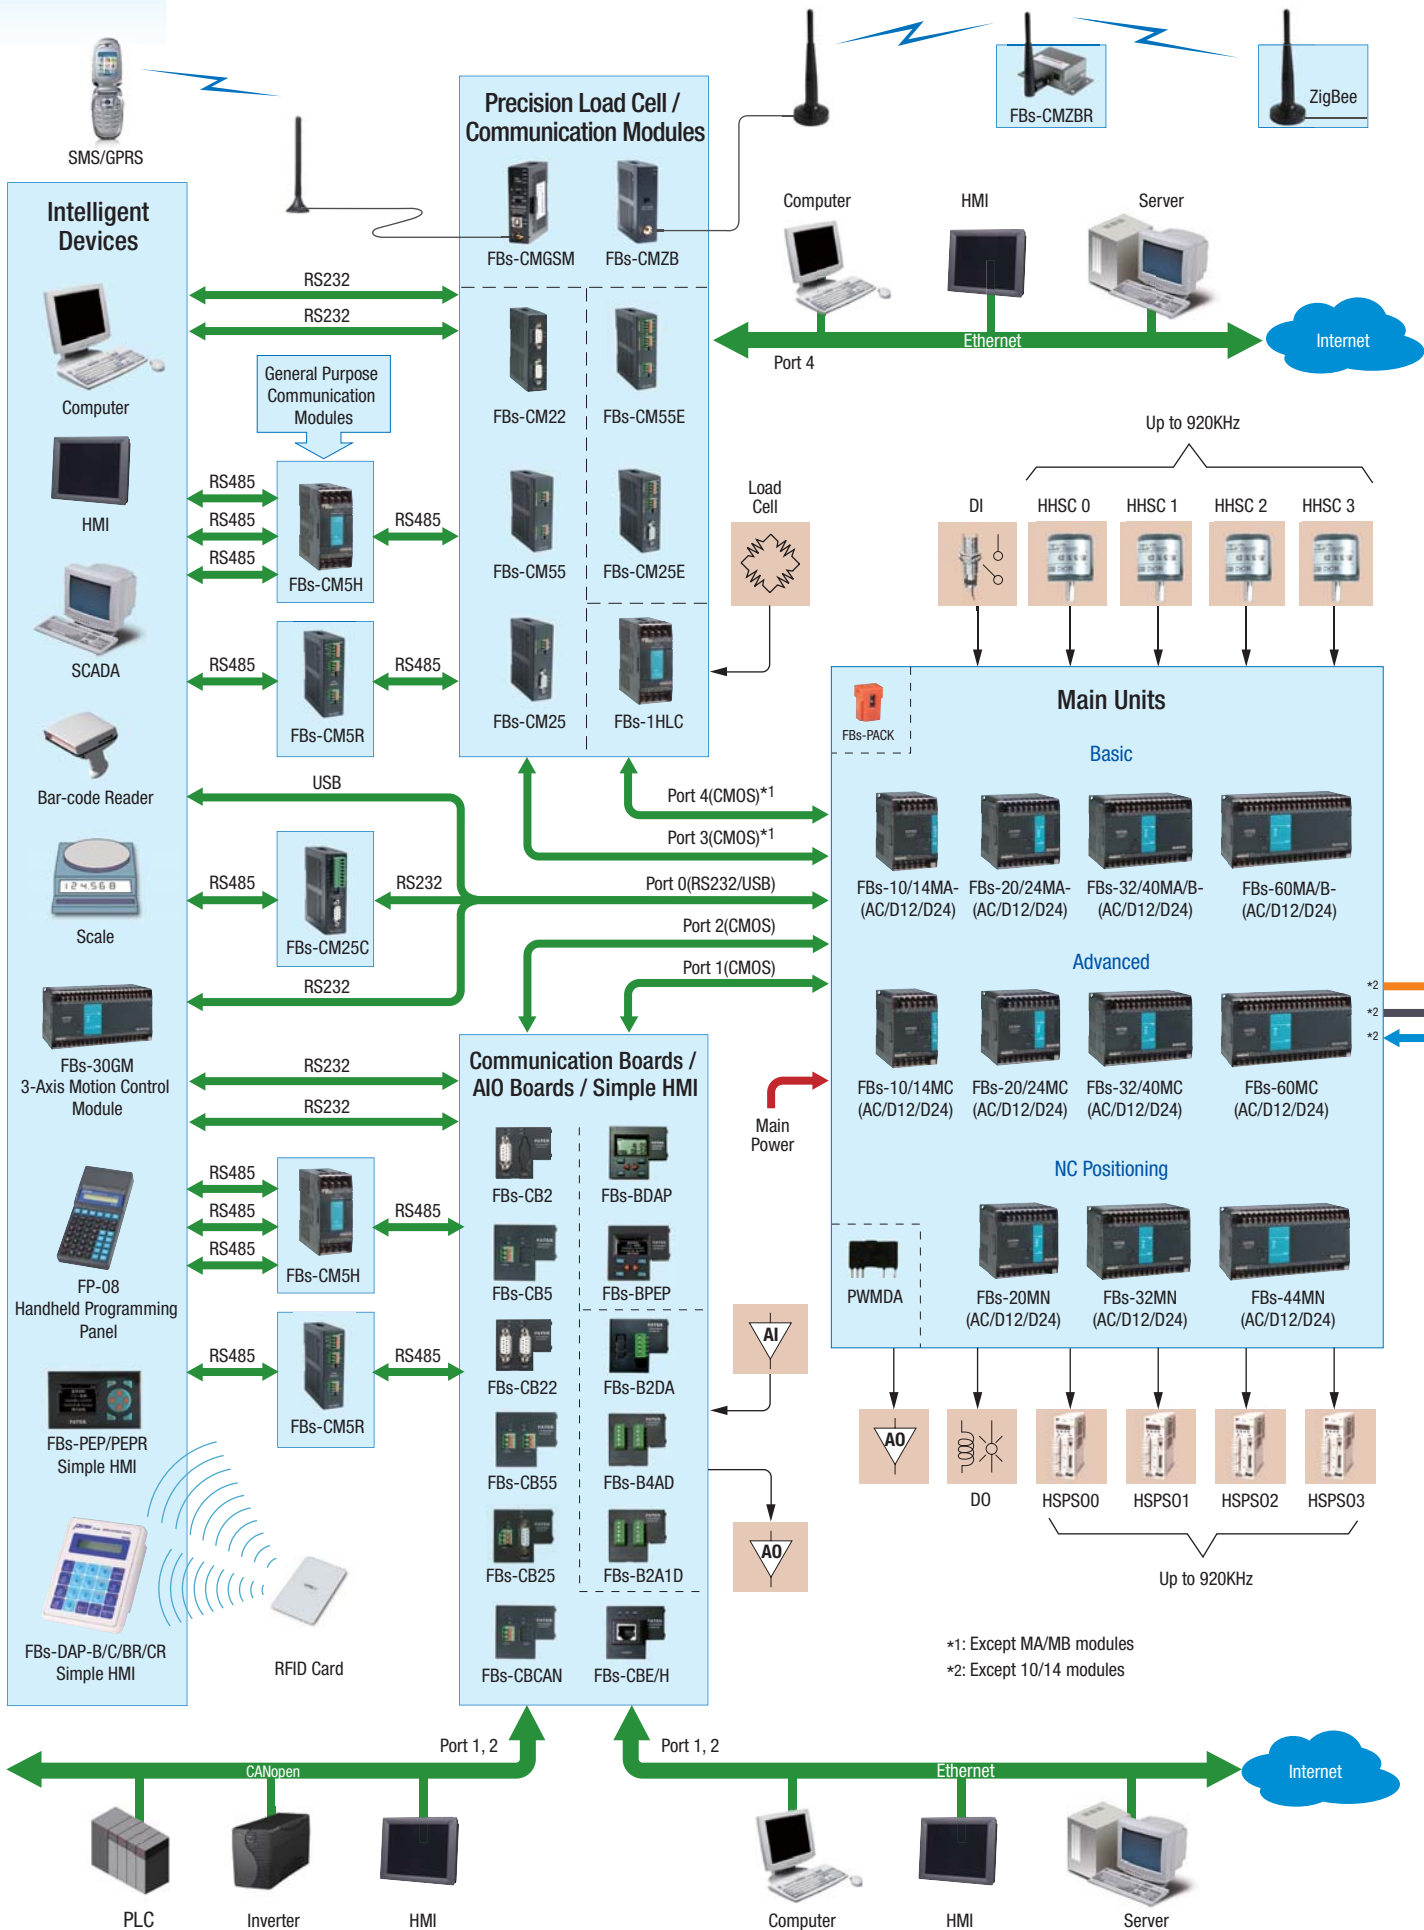 SMS/GPRS
Precision Load Cell /
Communication Modules
FBs-CMGSM
FBs-CMZB
FBs-CMZBR
ZigBee
Computer
HMI
Server
Ethernet
Port 4
Internet
Intelligent
Devices
Computer
HMI
SCADA
Bar-code Reader
124.568
Scale
FBs-30GM
3-Axis Motion Control
Module
FP-08
Handheld Programming
Panel
FBs-PEP/PEPR
Simple HMI
FBs-DAP-B/C/BR/CR
Simple HMI
RFID Card
RS232
RS232
General Purpose
Communication
Modules
RS485
RS485
RS485
FBs-CM5H
RS485
RS485
FBs-CM5R
RS485
FBs-CM22
FBs-CM55E
FBs-CM55
FBs-CM25E
FBs-CM25
FBs-1HLC
Load
Cell
USB
RS485
FBs-CM25C
RS232
RS232
Port 4(CMOS)*1
Port 3(CMOS)*1
Port 0(RS232/USB)
Port 2(CMOS)
Port 1(CMOS)
Up to 920KHz
DI
HHSC 0
HHSC 1
HHSC 2
HHSC 3
Main Units
FBs-PACK
Basic
FBs-10/14MA-
(AC/D12/D24)
FBs-20/24MA-
(AC/D12/D24)
FBs-32/40MA/B-
(AC/D12/D24)
FBs-60MA/B-
(AC/D12/D24)
Advanced
*2
*2
*2
FBs-10/14MC
(AC/D12/D24)
FBs-20/24MC
(AC/D12/D24)
FBs-32/40MC
(AC/D12/D24)
FBs-60MC
(AC/D12/D24)
Main
Power
NC Positioning
PWMDA
FBs-20MN
(AC/D12/D24)
FBs-32MN
(AC/D12/D24)
FBs-44MN
(AC/D12/D24)
AO
DO
HSPSO0
HSPSO1
HSPSO2
HSPSO3
Up to 920KHz
*1: Except MA/MB modules
*2: Except 10/14 modules
RS232
RS232
RS485
RS485
RS485
FBs-CM5H
RS485
RS485
FBs-CM5R
RS485
Communication Boards /
AIO Boards / Simple HMI
FBs-CB2
FBs-BDAP
FBs-CB5
FBs-BPEP
FBs-CB22
FBs-B2DA
FBs-CB55
FBs-B4AD
FBs-CB25
FBs-B2A1D
FBs-CBCAN
FBs-CBE/H
AI
AO
Port 1, 2
CANopen
PLC
Inverter
HMI
Port 1, 2
Ethernet
Internet
Computer
HMI
Server